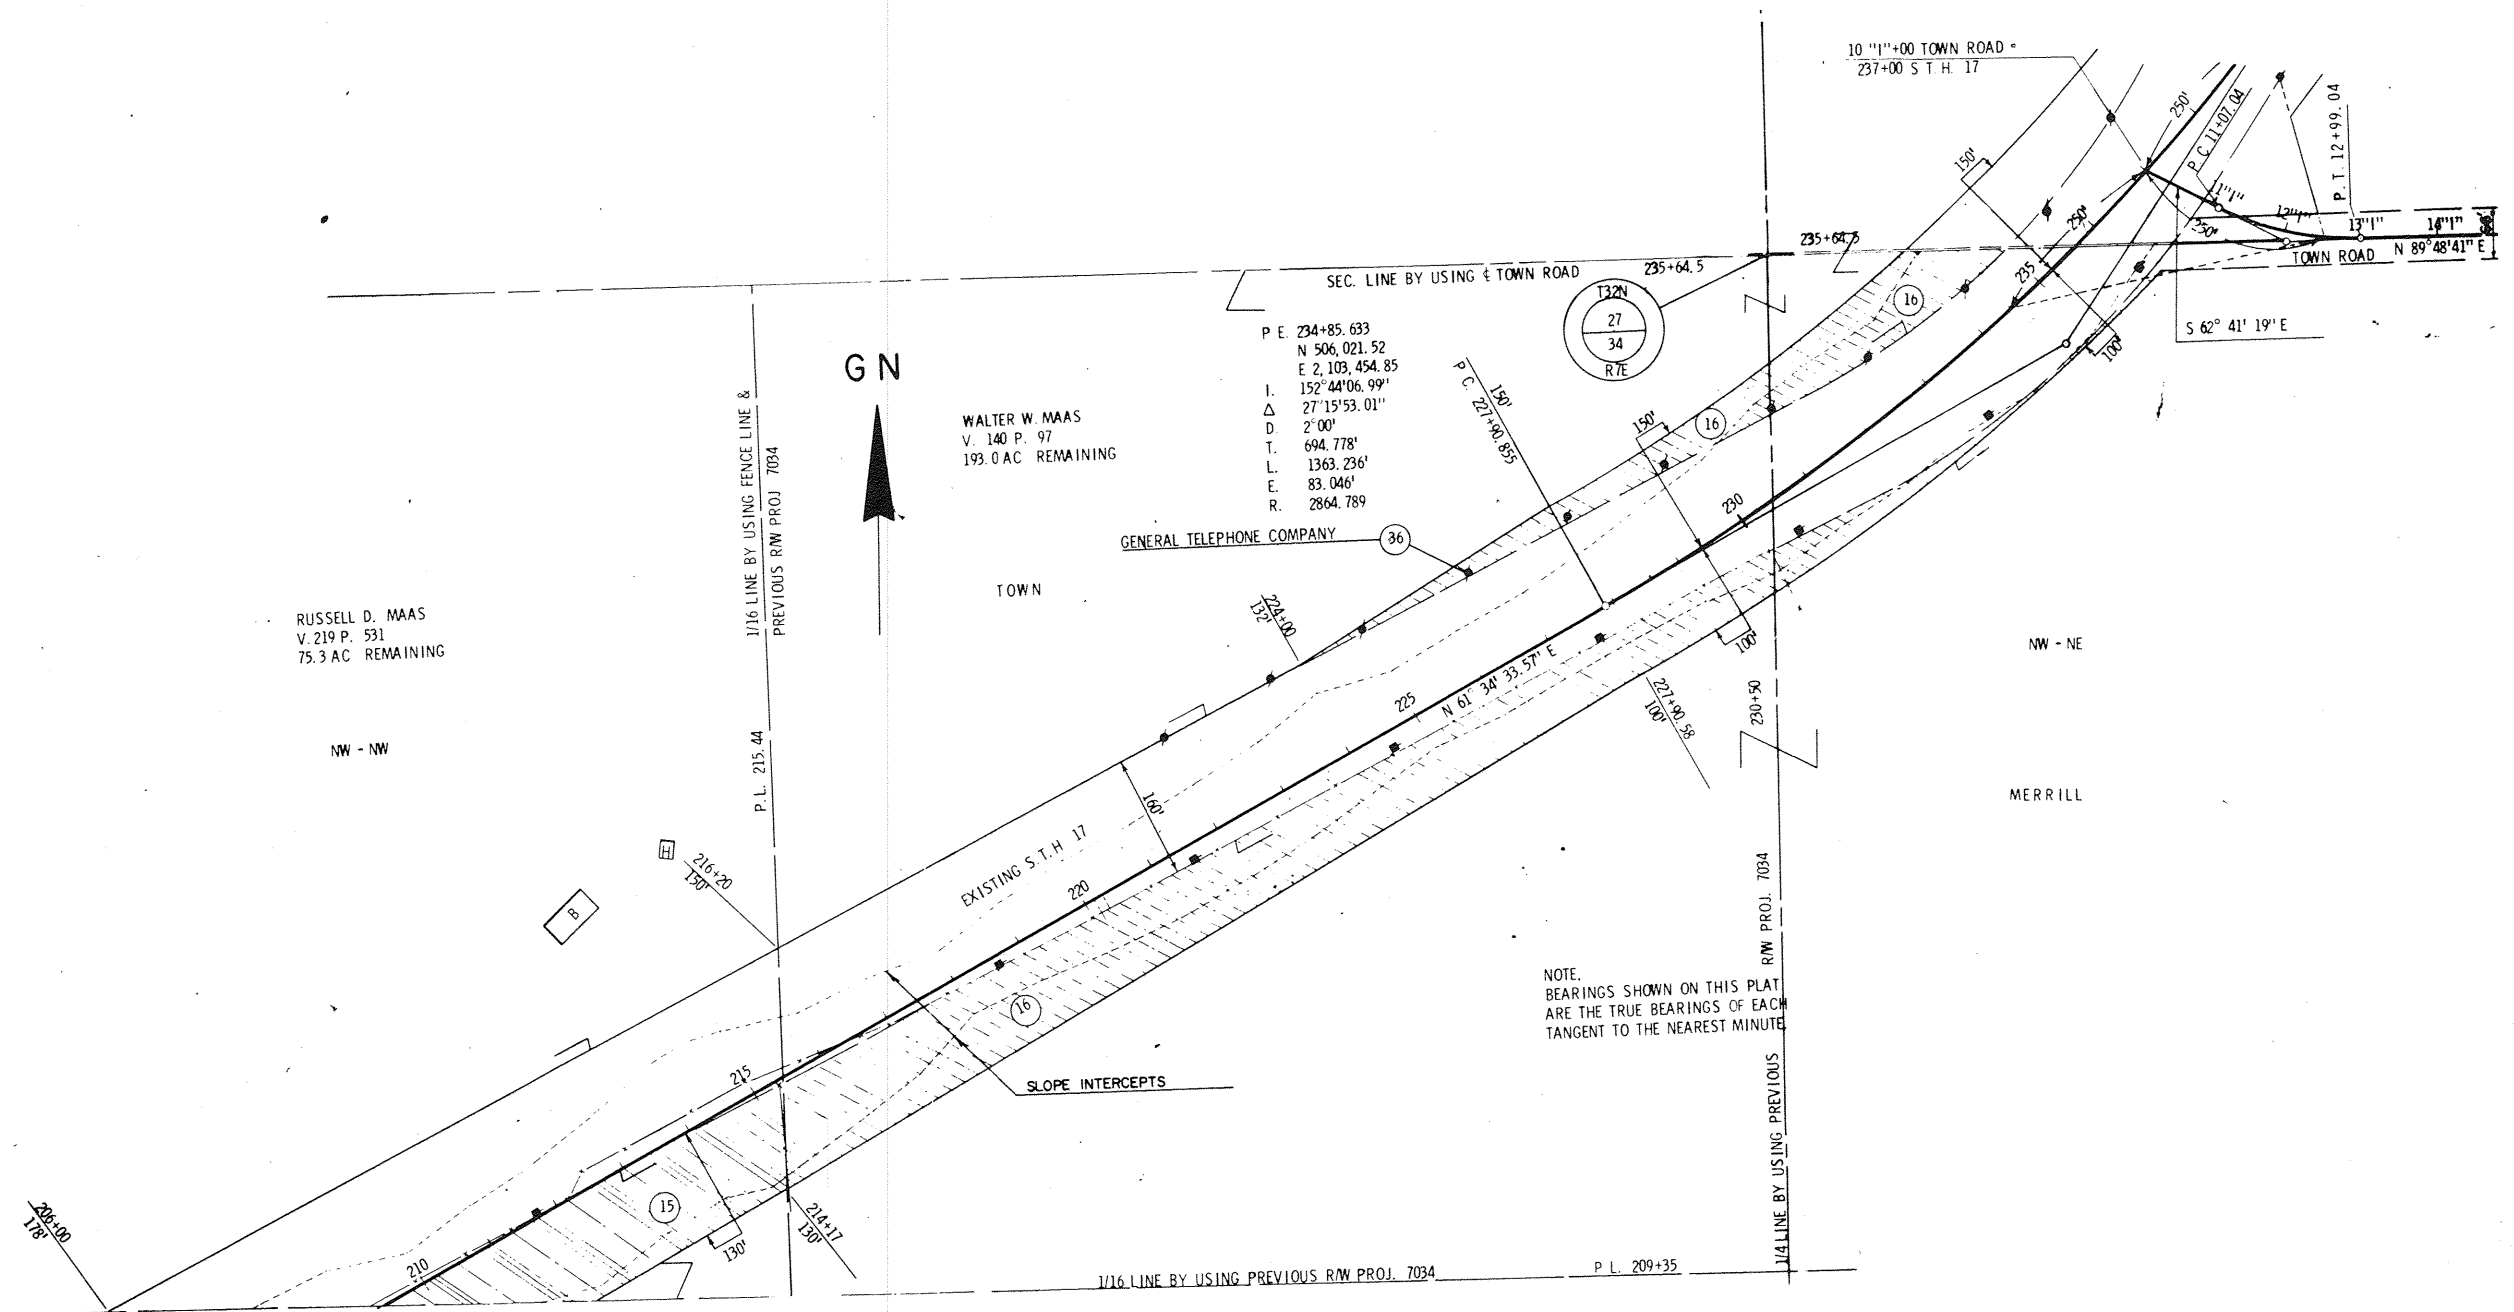 10 "I"+00 TOWN ROAD =
237+00 S T. H. 17
150'
250'
P. C 11+07.04
P. T. 12+99.04
11"I"
12"I"
13"I"
14"I"
250'
250'
N 89°48'41" E
TOWN ROAD
235+64.5
235+64.5
235
SEC. LINE BY USING ℄ TOWN ROAD
S 62° 41' 19" E
100'
T32N
27
34
R7E
16
16
P E. 234+85.633
N 506,021.52
E 2,103,454.85
I. 152°44'06.99"
Δ 27°15'53.01"
D. 2°00'
T. 694.778'
L. 1363.236'
E. 83.046'
R. 2864.789
150'
P C. 227+90.855
150'
230
GN
WALTER W. MAAS
V. 140 P. 97
193.0 AC REMAINING
1/16 LINE BY USING FENCE LINE &
PREVIOUS R/W PROJ 7034
GENERAL TELEPHONE COMPANY
36
TOWN
224+00
132'
RUSSELL D. MAAS
V. 219 P. 531
75.3 AC REMAINING
NW - NW
NW - NE
100'
N 61° 34' 33.57" E
225
227+90.58
100'
230+50
MERRILL
P.L. 215.44
160'
H
216+20
150'
B
EXISTING S.T.H 17
220
16
NOTE.
BEARINGS SHOWN ON THIS PLAT
ARE THE TRUE BEARINGS OF EACH
TANGENT TO THE NEAREST MINUTE.
1/4 LINE BY USING PREVIOUS R/W PROJ. 7034
215
SLOPE INTERCEPTS
15
130'
214+17
130'
206+00
178'
210
1/16 LINE BY USING PREVIOUS R/W PROJ. 7034
P L. 209+35